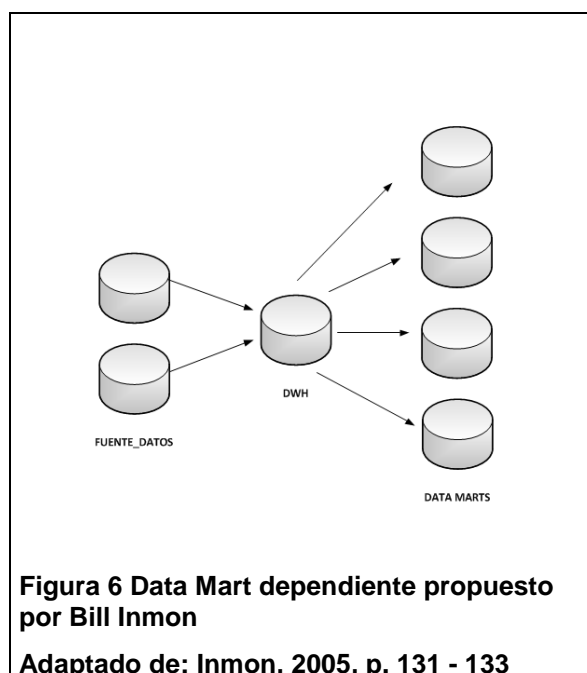 DWH
FUENTE_DATOS
DATA MARTS
Figura 6 Data Mart dependiente propuesto
por Bill Inmon
Adaptado de: Inmon, 2005, p. 131 - 133